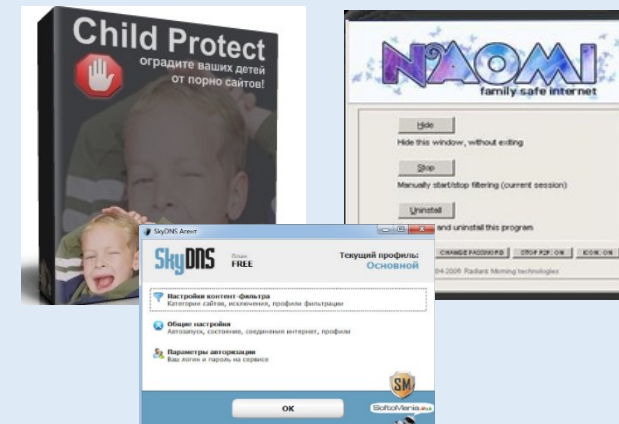 Child Protect
оградите ваших детей
от порно сайтов!
NAOMI
family safe internet
Hide
Hide this window, without exiting
Stop
Manually start/stop filtering (current session)
Uninstall
and uninstall this program
CHANGE PASSWORD
STOP P2P: ON
ICON: ON
04-2006 Radiant Morning technologies
SkyDNS Агент
SkyDNS
FREE
Текущий профиль:
Основной
Настройки контент-фильтра
Категории сайтов, исключения, профили фильтрации
Общие настройки
Автозапуск, состояние, соединения интернет, профили
Параметры авторизации
Ваш логин и пароль на сервисе
SM
OK
SoftoMania